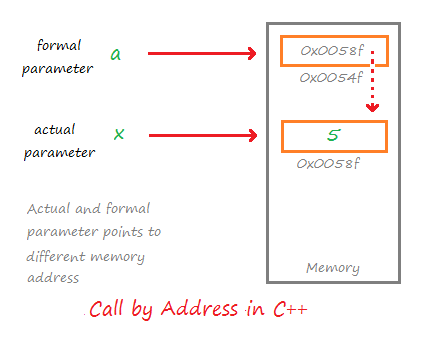 formal
parameter
a
0x0058f
0x0054f
actual
parameter
x
5
0x0058f
Actual and formal
parameter points to
different memory
address
Memory
Call by Address in C++